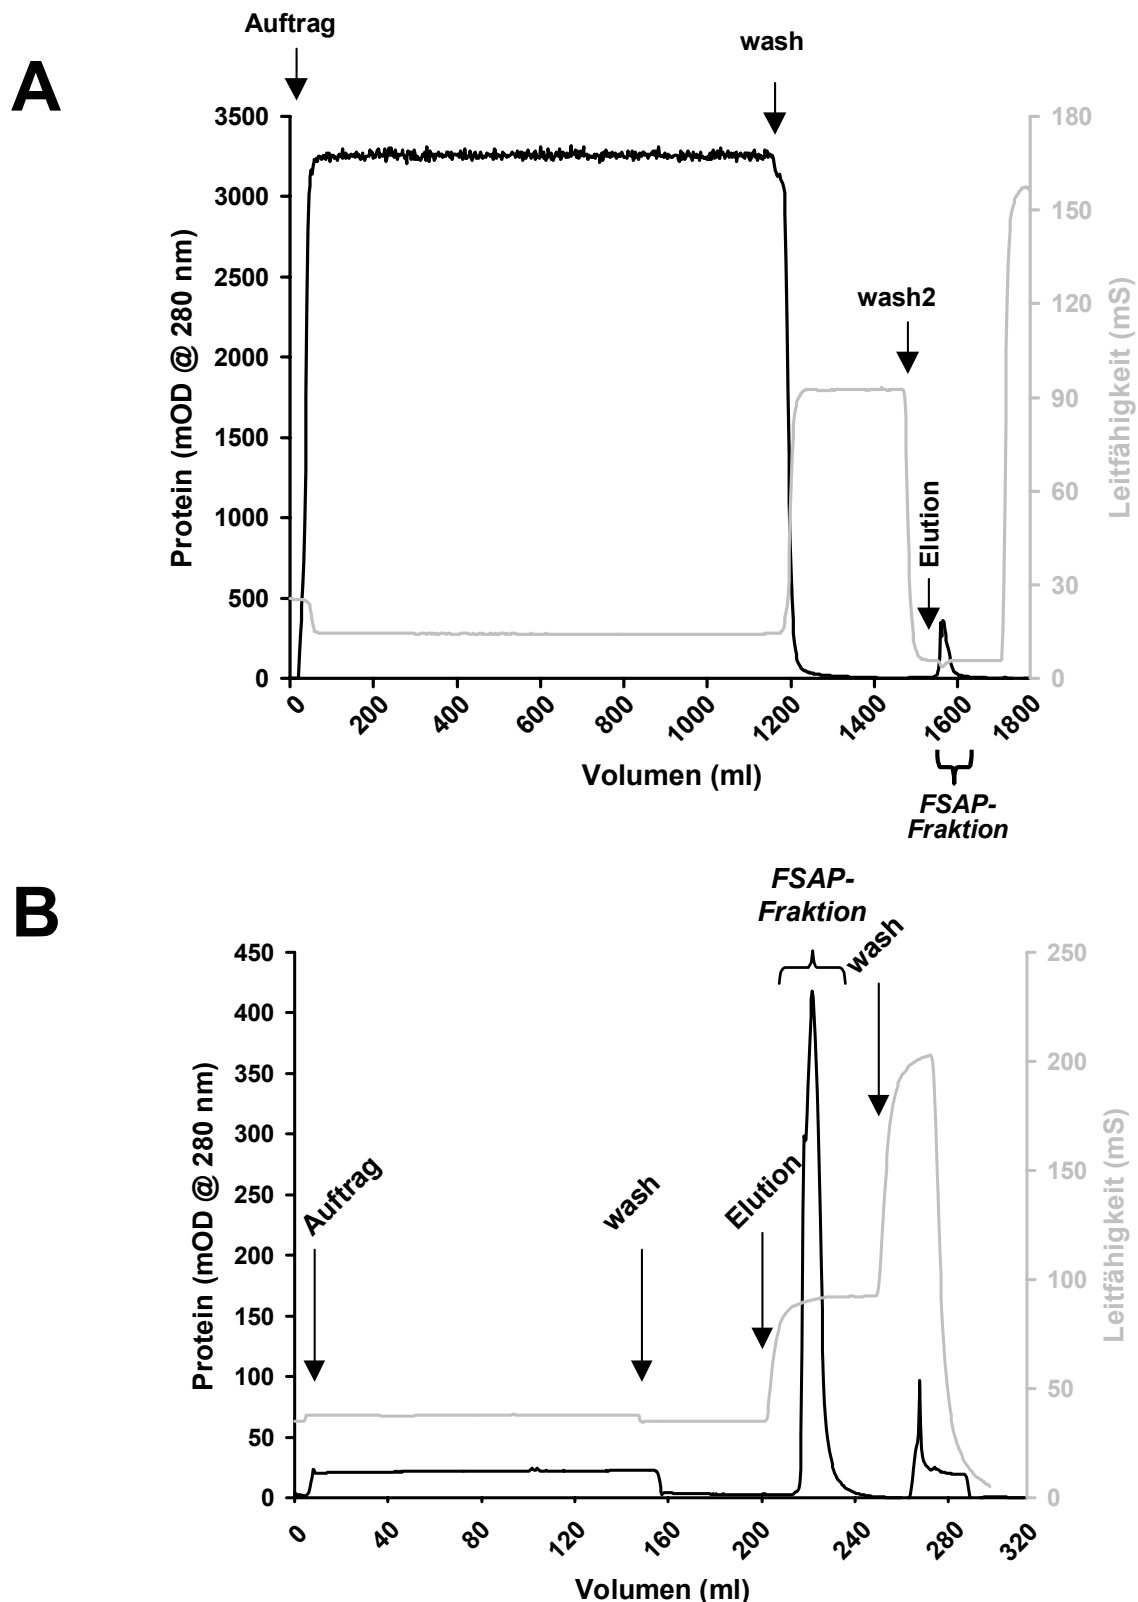 A
Auftrag
wash
3500
3000
2500
2000
1500
1000
500
0
180
150
120
90
60
30
0
Protein (mOD @ 280 nm)
Leitfähigkeit (mS)
wash2
Elution
0
200
400
600
800
1000
1200
1400
1600
1800
Volumen (ml)
FSAP-
Fraktion
B
FSAP-
Fraktion
wash
450
400
350
300
250
200
150
100
50
0
250
200
150
100
50
0
Protein (mOD @ 280 nm)
Leitfähigkeit (mS)
Auftrag
wash
Elution
0
40
80
120
160
200
240
280
320
Volumen (ml)